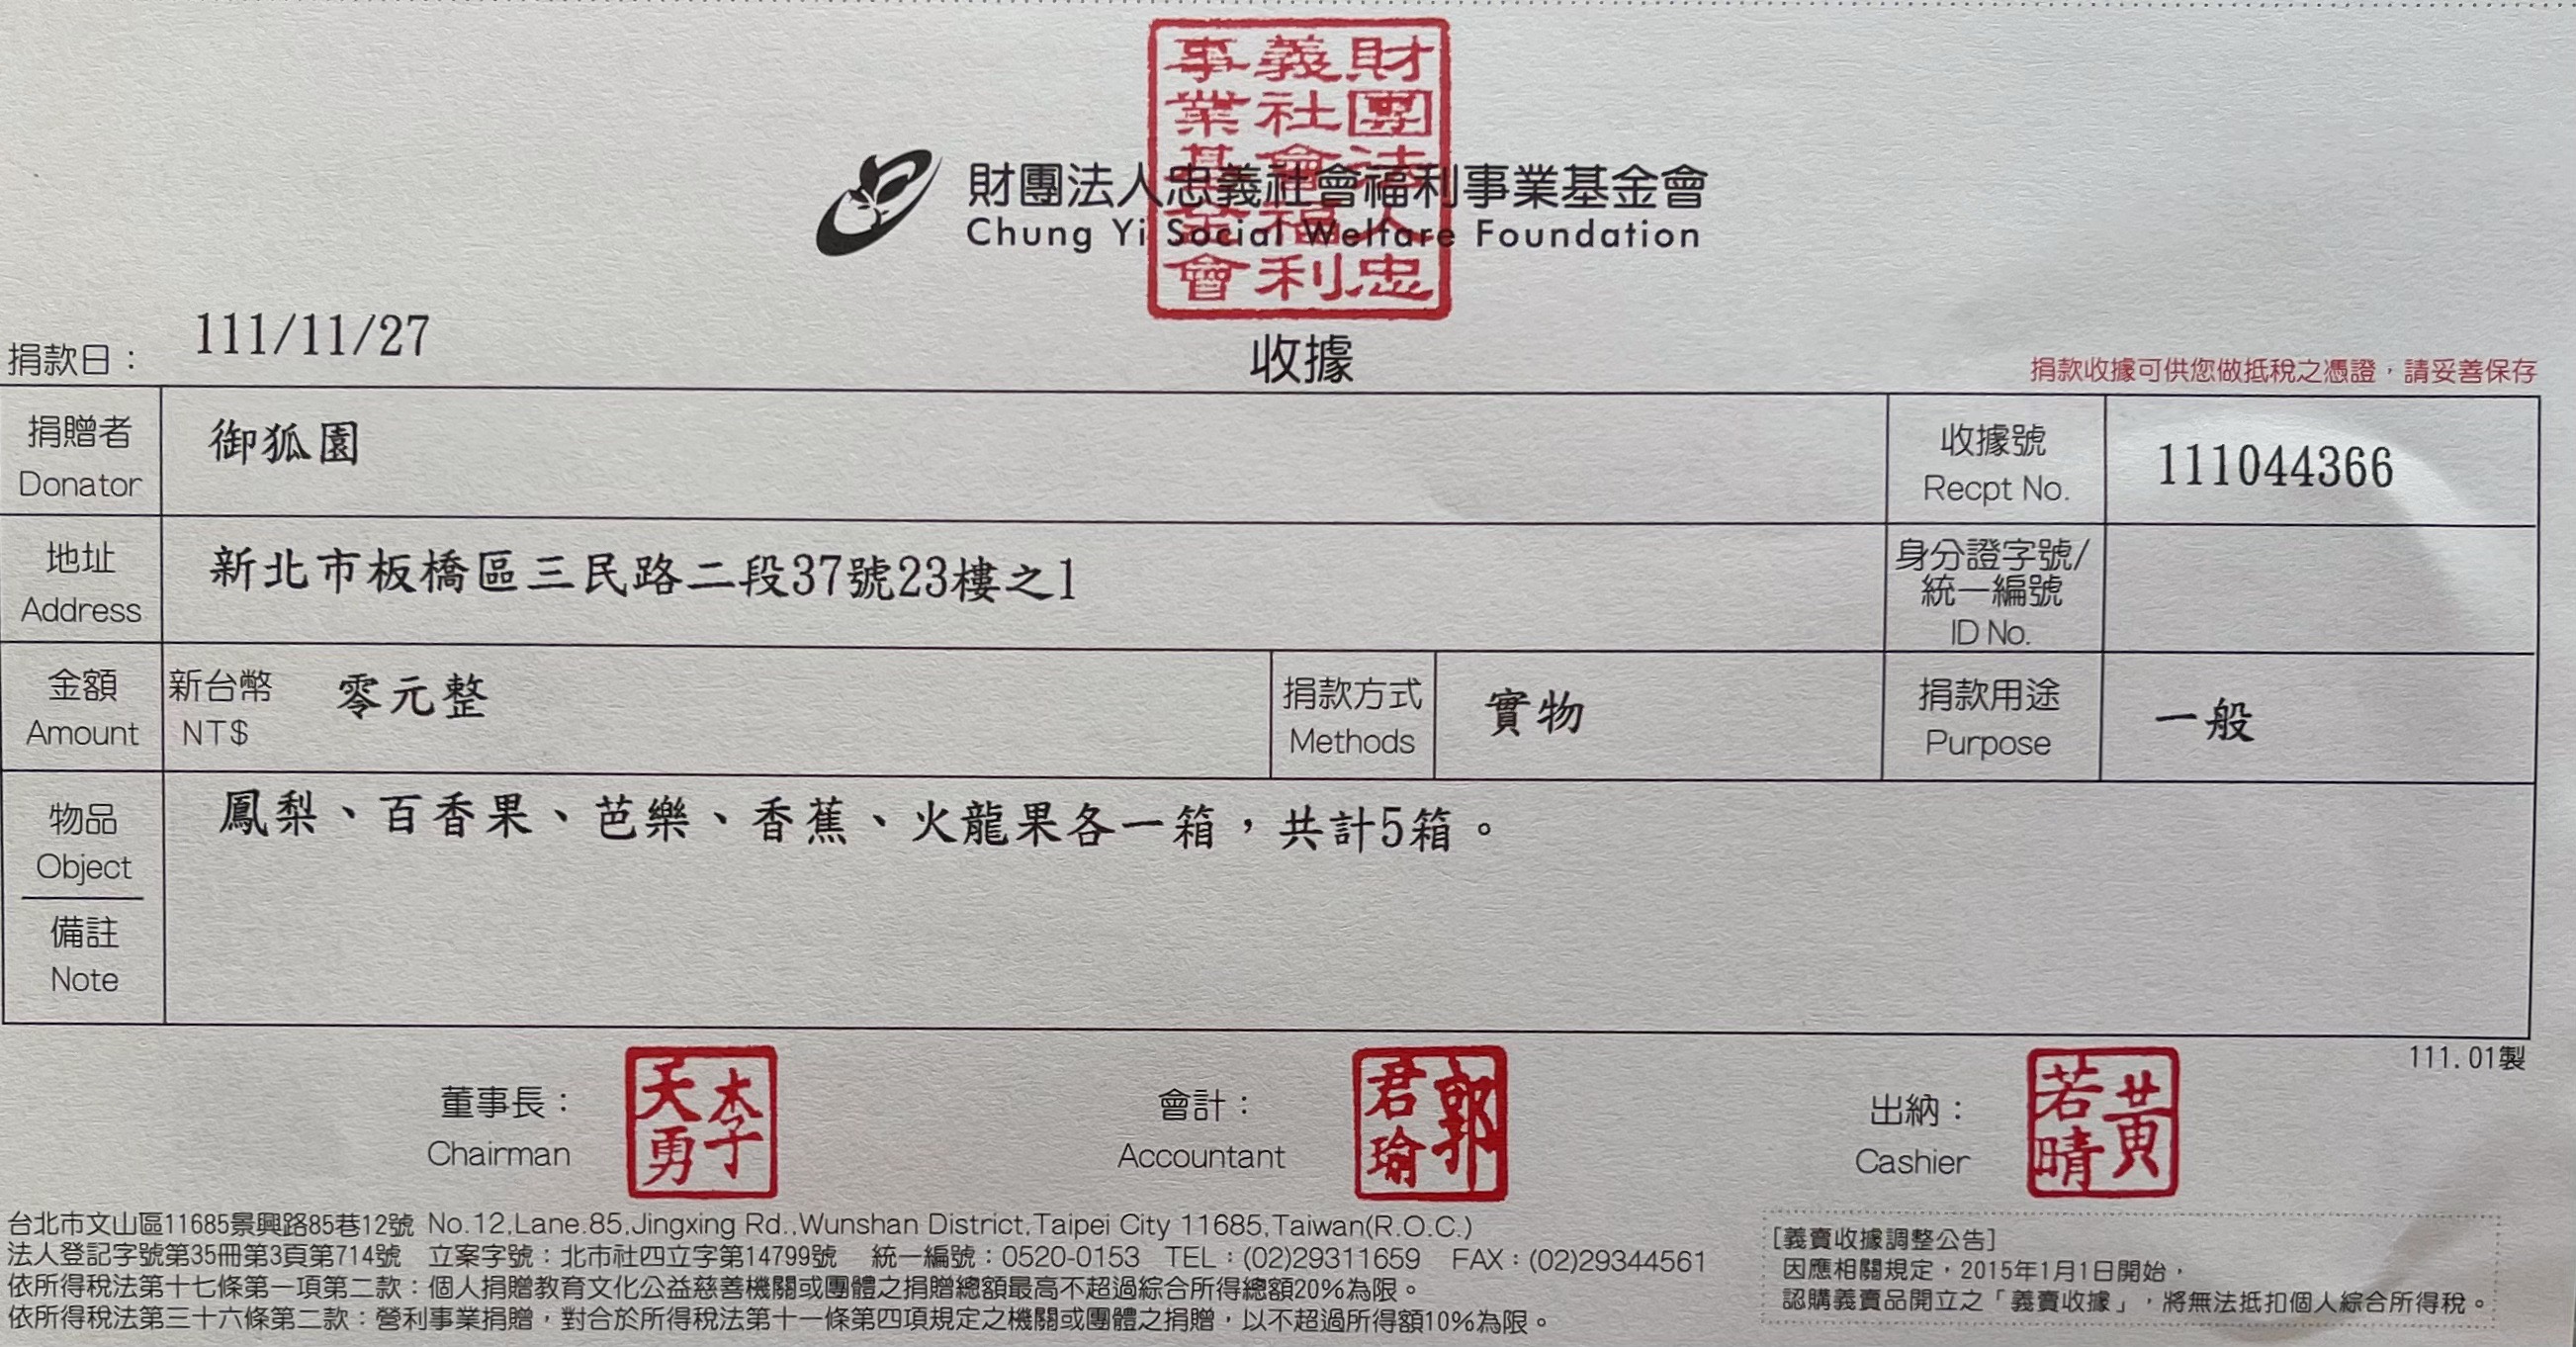 財團法人忠義社會福利事業基金會
財團法人忠義社會福利事業基金會
Chung Yi Social Welfare Foundation
收據
捐款日： 111/11/27
捐款收據可供您做抵稅之憑證，請妥善保存
捐贈者 Donator 御狐園 收據號 Recpt No. 111044366
地址 Address 新北市板橋區三民路二段37號23樓之1 身分證字號/統一編號 ID No.
金額 Amount 新台幣 NT$ 零元整 捐款方式 Methods 實物 捐款用途 Purpose 一般
物品 Object 鳳梨、百香果、芭樂、香蕉、火龍果各一箱，共計5箱。
備註 Note
111.01製
董事長： Chairman 李天勇 會計： Accountant 郭君瑜 出納： Cashier 黃若晴
台北市文山區11685景興路85巷12號 No.12,Lane.85,Jingxing Rd.,Wunshan District,Taipei City 11685,Taiwan(R.O.C.)
法人登記字號第35冊第3頁第714號 立案字號：北市社四立字第14799號 統一編號：0520-0153 TEL：(02)29311659 FAX：(02)29344561
依所得稅法第十七條第一項第二款：個人捐贈教育文化公益慈善機關或團體之捐贈總額最高不超過綜合所得總額20%為限。
依所得稅法第三十六條第二款：營利事業捐贈，對合於所得稅法第十一條第四項規定之機關或團體之捐贈，以不超過所得額10%為限。
[義賣收據調整公告]
因應相關規定，2015年1月1日開始，
認購義賣品開立之「義賣收據」，將無法抵扣個人綜合所得稅。